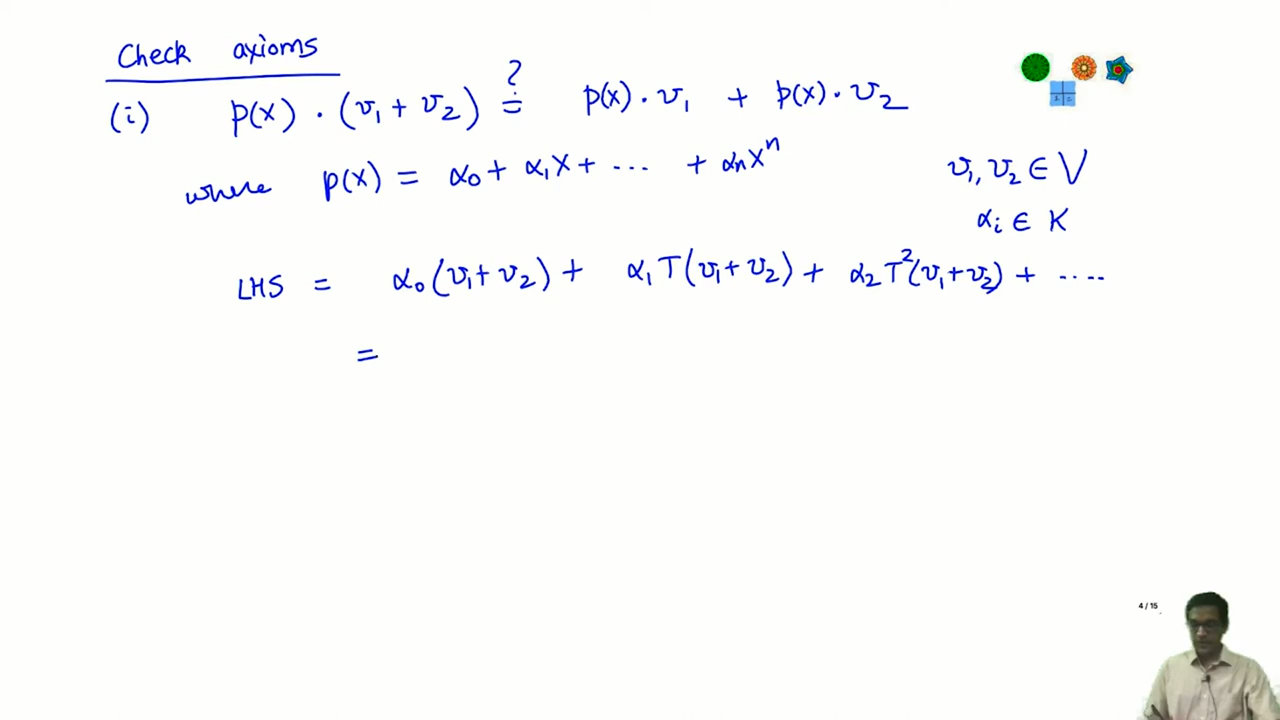 Check axioms
(i) p(X) · (v₁ + v₂) ≟ p(X) · v₁ + p(X) · v₂
where p(X) = α₀ + α₁X + ... + αₙXⁿ
v₁, v₂ ∈ V
αᵢ ∈ K
LHS = α₀(v₁+v₂) + α₁T(v₁+v₂) + α₂T²(v₁+v₂) + ....
=
4 / 15